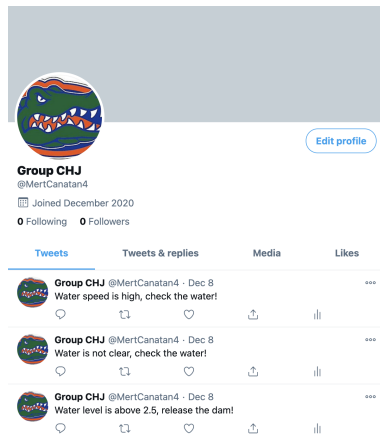 Edit profile
Group CHJ
@MertCanatan4
Joined December 2020
0 Following 0 Followers
Tweets Tweets & replies Media Likes
Group CHJ @MertCanatan4 · Dec 8
Water speed is high, check the water!
Group CHJ @MertCanatan4 · Dec 8
Water is not clear, check the water!
Group CHJ @MertCanatan4 · Dec 8
Water level is above 2.5, release the dam!